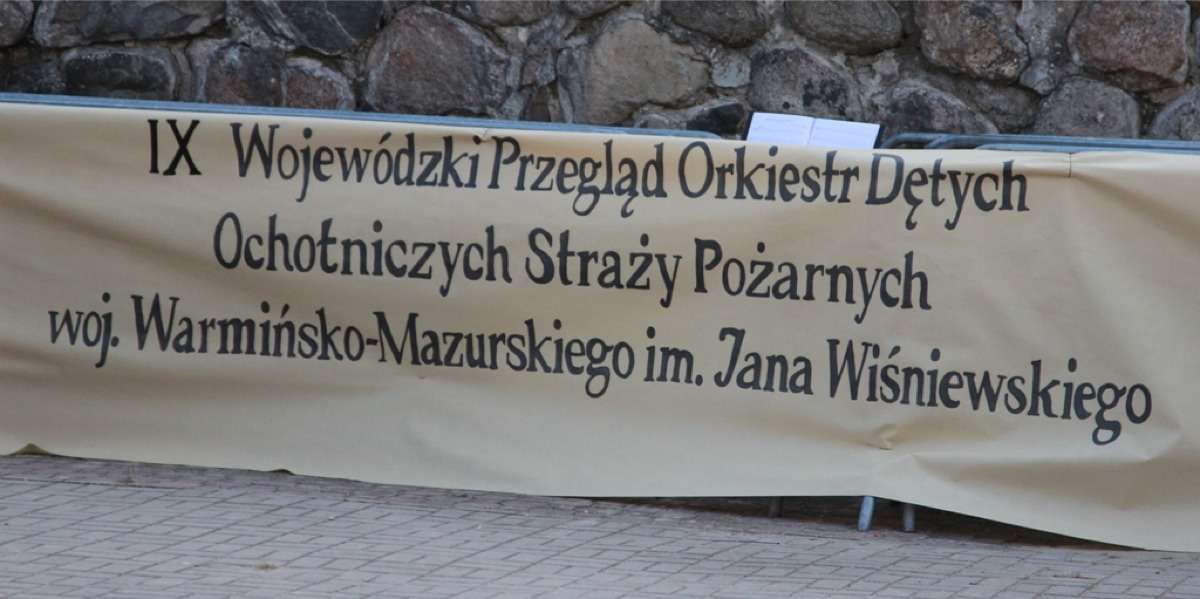 IX Wojewódzki Przegląd Orkiestr Dętych
Ochotniczych Straży Pożarnych
woj. Warmińsko-Mazurskiego im. Jana Wiśniewskiego